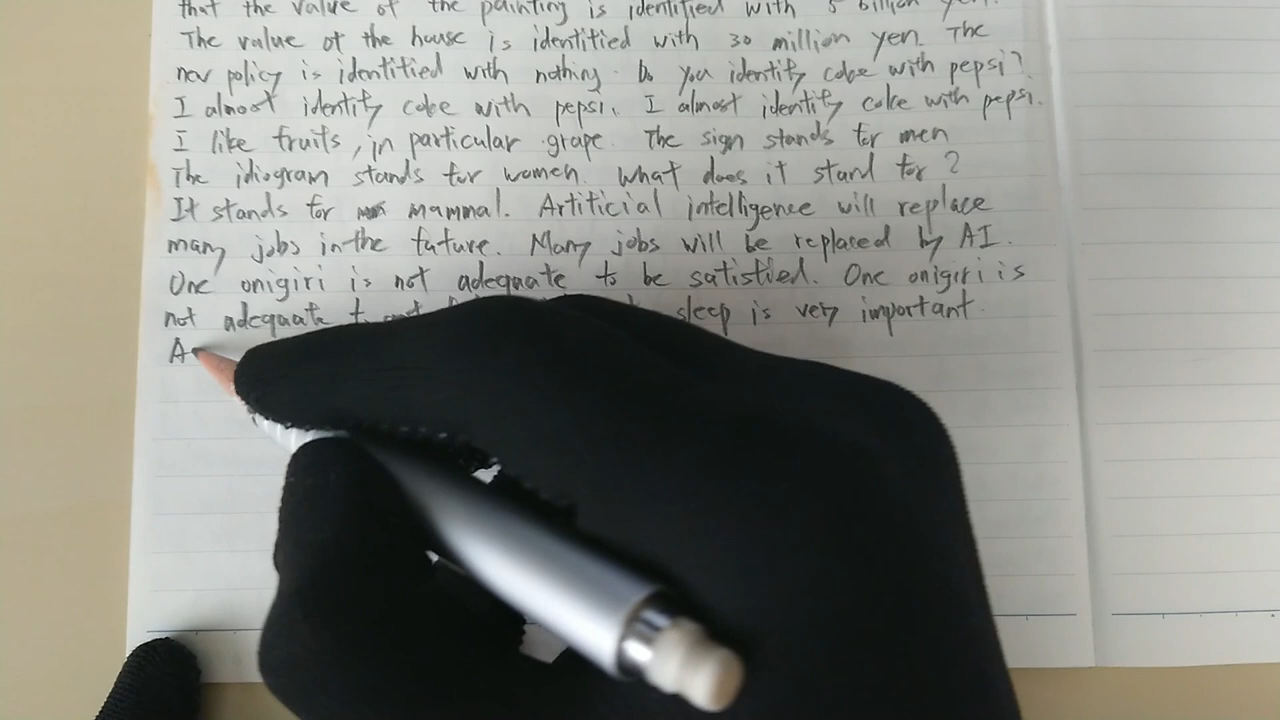 that the value of the painting is identified with 5 billion yen.
The value of the house is identified with 30 million yen. The
new policy is identified with nothing. Do you identify coke with pepsi?
I almost identify coke with pepsi. I almost identify coke with pepsi.
I like fruits, in particular grape. The sign stands for men
The idiogram stands for women. What does it stand for?
It stands for mammal. Artificial intelligence will replace
many jobs in the future. Many jobs will be replaced by AI.
One onigiri is not adequate to be satisfied. One onigiri is
not adequate sleep is very important.
A